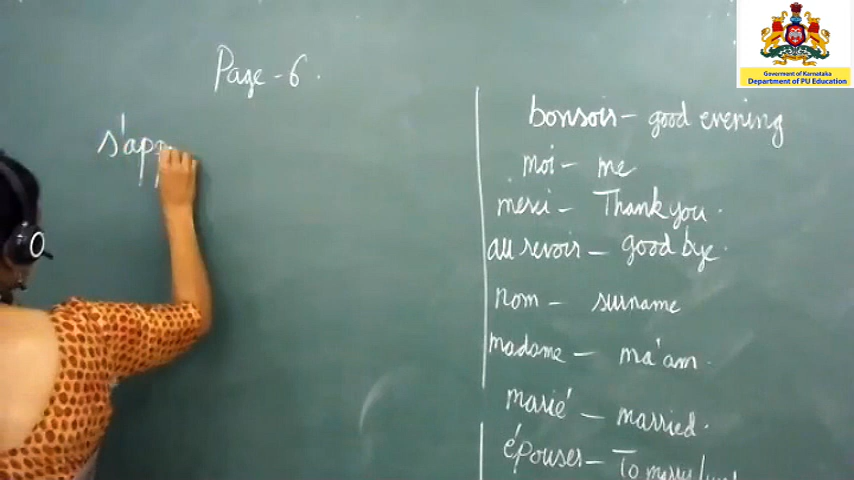 Page - 6.
s'app
bonsoir - good evening
moi - me
merci - Thank you.
au revoir - good bye.
nom - surname
madame - ma'am.
marié - married.
épouser - To marry
Goverment of Karnataka
Department of PU Education